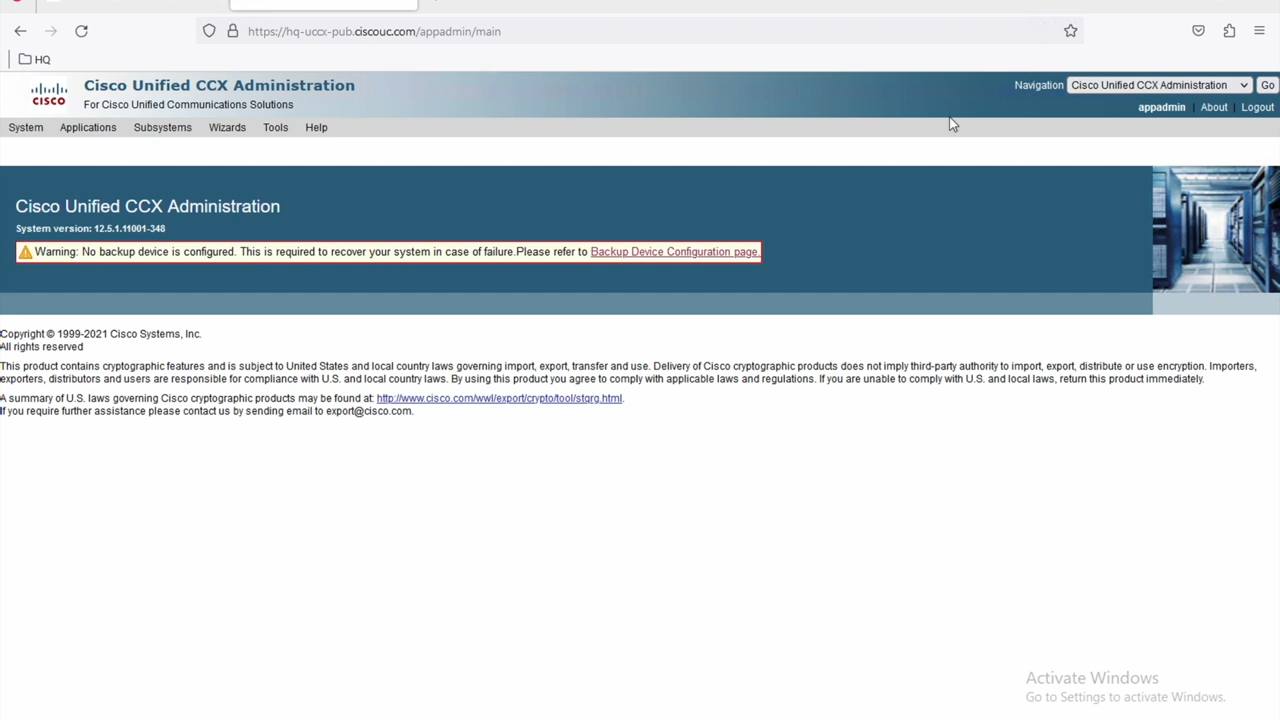 https://hq-uccx-pub.ciscouc.com/appadmin/main
HQ
CISCO
Cisco Unified CCX Administration
For Cisco Unified Communications Solutions
Navigation Cisco Unified CCX Administration Go
appadmin | About | Logout
System Applications Subsystems Wizards Tools Help
Cisco Unified CCX Administration
System version: 12.5.1.11001-348
Warning: No backup device is configured. This is required to recover your system in case of failure.Please refer to Backup Device Configuration page.
Copyright © 1999-2021 Cisco Systems, Inc.
All rights reserved
This product contains cryptographic features and is subject to United States and local country laws governing import, export, transfer and use. Delivery of Cisco cryptographic products does not imply third-party authority to import, export, distribute or use encryption. Importers,
exporters, distributors and users are responsible for compliance with U.S. and local country laws. By using this product you agree to comply with applicable laws and regulations. If you are unable to comply with U.S. and local laws, return this product immediately.
A summary of U.S. laws governing Cisco cryptographic products may be found at: http://www.cisco.com/wwl/export/crypto/tool/stqrg.html.
If you require further assistance please contact us by sending email to export@cisco.com.
Activate Windows
Go to Settings to activate Windows.